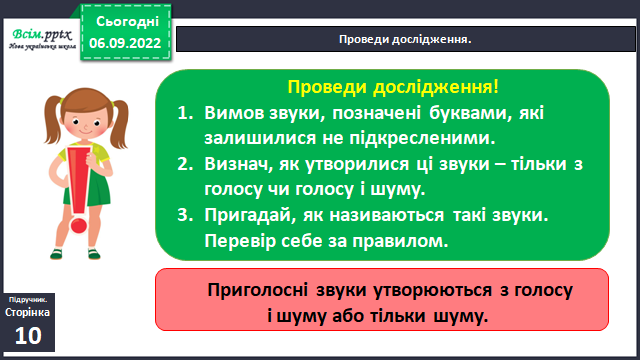 Всім.pptx
Нова українська школа
Сьогодні
06.09.2022
Проведи дослідження.
Проведи дослідження!
1. Вимов звуки, позначені буквами, які
залишилися не підкресленими.
2. Визнач, як утворилися ці звуки – тільки з
голосу чи голосу і шуму.
3. Пригадай, як називаються такі звуки.
Перевір себе за правилом.
Приголосні звуки утворюються з голосу
і шуму або тільки шуму.
Підручник.
Сторінка
10